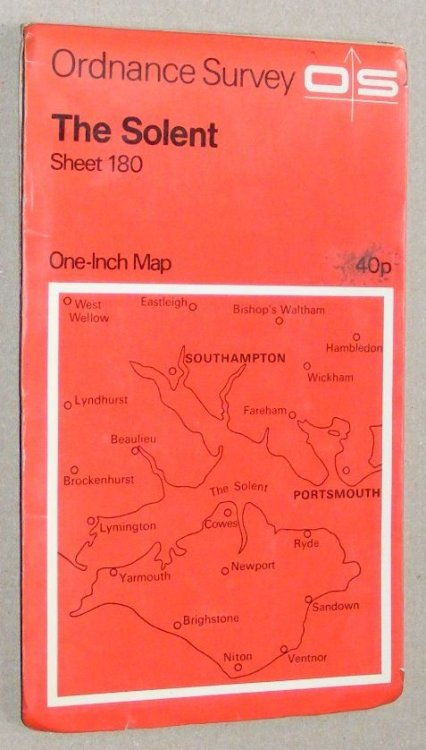 Ordnance Survey OS
The Solent
Sheet 180
One-Inch Map 40p
West
Wellow
Eastleigh
Bishop's Waltham
Hambledon
SOUTHAMPTON
Wickham
Lyndhurst
Fareham
Beaulieu
Brockenhurst
The Solent
PORTSMOUTH
Lymington
Cowes
Ryde
Yarmouth
Newport
Sandown
Brighstone
Niton
Ventnor